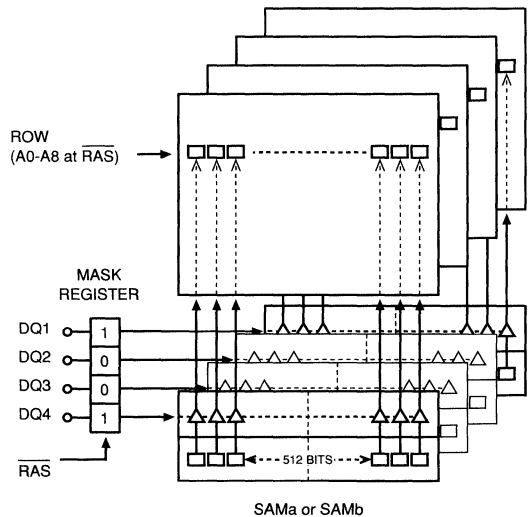 ROW
(A0-A8 at RAS)
MASK
REGISTER
DQ1 1
DQ2 0
DQ3 0
DQ4 1
RAS
512 BITS
SAMa or SAMb